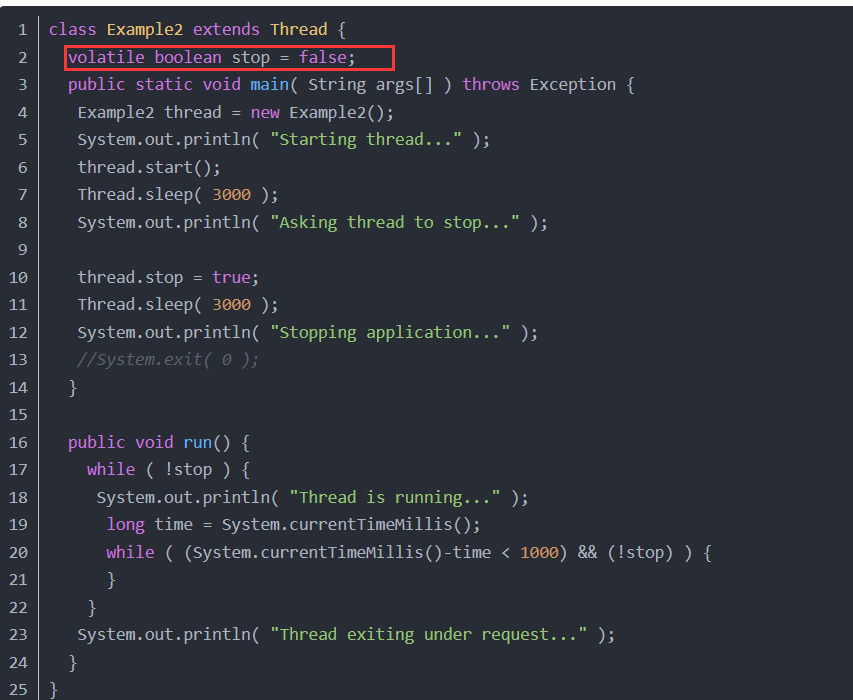 1 class Example2 extends Thread {
2 volatile boolean stop = false;
3 public static void main( String args[] ) throws Exception {
4 Example2 thread = new Example2();
5 System.out.println( "Starting thread..." );
6 thread.start();
7 Thread.sleep( 3000 );
8 System.out.println( "Asking thread to stop..." );
9
10 thread.stop = true;
11 Thread.sleep( 3000 );
12 System.out.println( "Stopping application..." );
13 //System.exit( 0 );
14 }
15
16 public void run() {
17 while ( !stop ) {
18 System.out.println( "Thread is running..." );
19 long time = System.currentTimeMillis();
20 while ( (System.currentTimeMillis()-time < 1000) && (!stop) ) {
21 }
22 }
23 System.out.println( "Thread exiting under request..." );
24 }
25 }